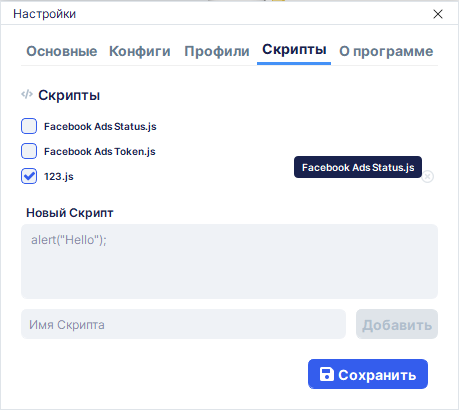 Настройки
Основные Конфиги Профили Скрипты О программе
Скрипты
Facebook Ads Status.js
Facebook Ads Token.js
123.js
Facebook Ads Status.js
Новый Скрипт
alert("Hello");
Имя Скрипта
Добавить
Сохранить